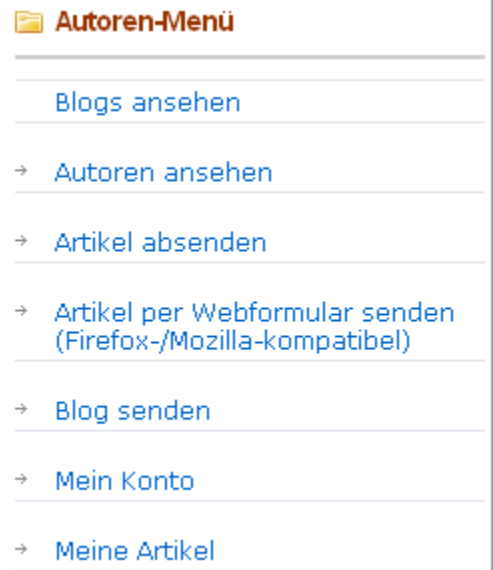 Autoren-Menü
Blogs ansehen
Autoren ansehen
Artikel absenden
Artikel per Webformular senden
(Firefox-/Mozilla-kompatibel)
Blog senden
Mein Konto
Meine Artikel